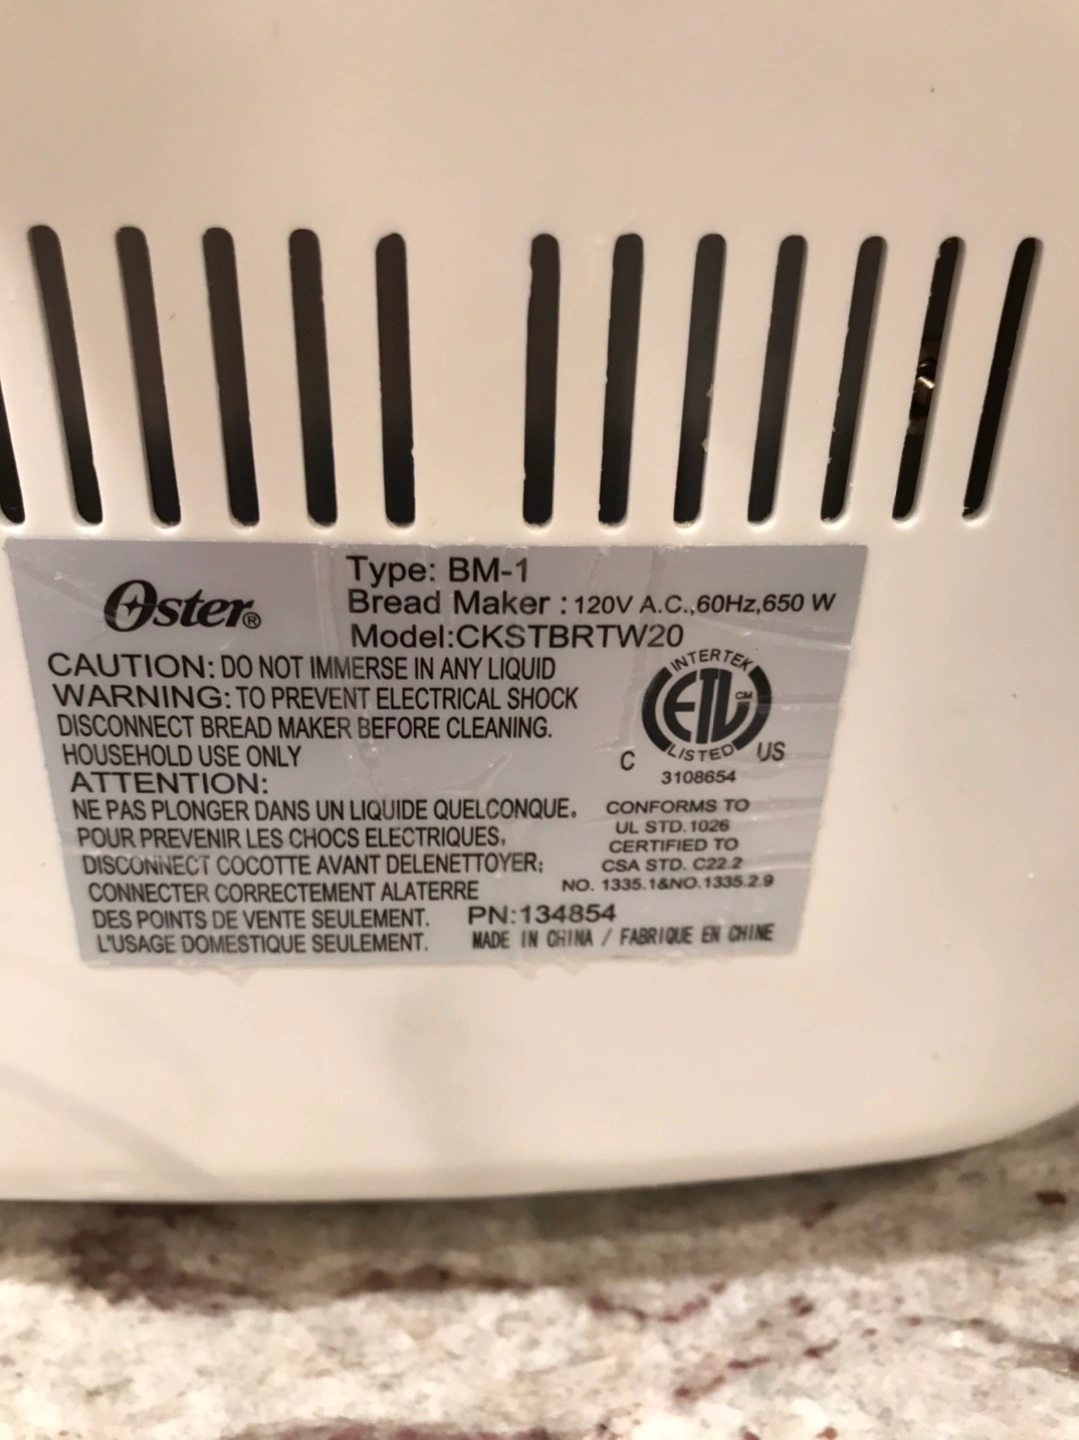 Oster®
Type: BM-1
Bread Maker : 120V A.C.,60Hz,650 W
Model:CKSTBRTW20
CAUTION: DO NOT IMMERSE IN ANY LIQUID
WARNING: TO PREVENT ELECTRICAL SHOCK
DISCONNECT BREAD MAKER BEFORE CLEANING.
HOUSEHOLD USE ONLY
ATTENTION:
NE PAS PLONGER DANS UN LIQUIDE QUELCONQUE,
POUR PREVENIR LES CHOCS ELECTRIQUES,
DISCONNECT COCOTTE AVANT DELENETTOYER;
CONNECTER CORRECTEMENT ALATERRE
DES POINTS DE VENTE SEULEMENT.
L'USAGE DOMESTIQUE SEULEMENT.
INTERTEK
ETL CM
LISTED
C US
3108654
CONFORMS TO
UL STD.1026
CERTIFIED TO
CSA STD. C22.2
NO. 1335.1&NO.1335.2.9
PN:134854
MADE IN CHINA / FABRIQUE EN CHINE